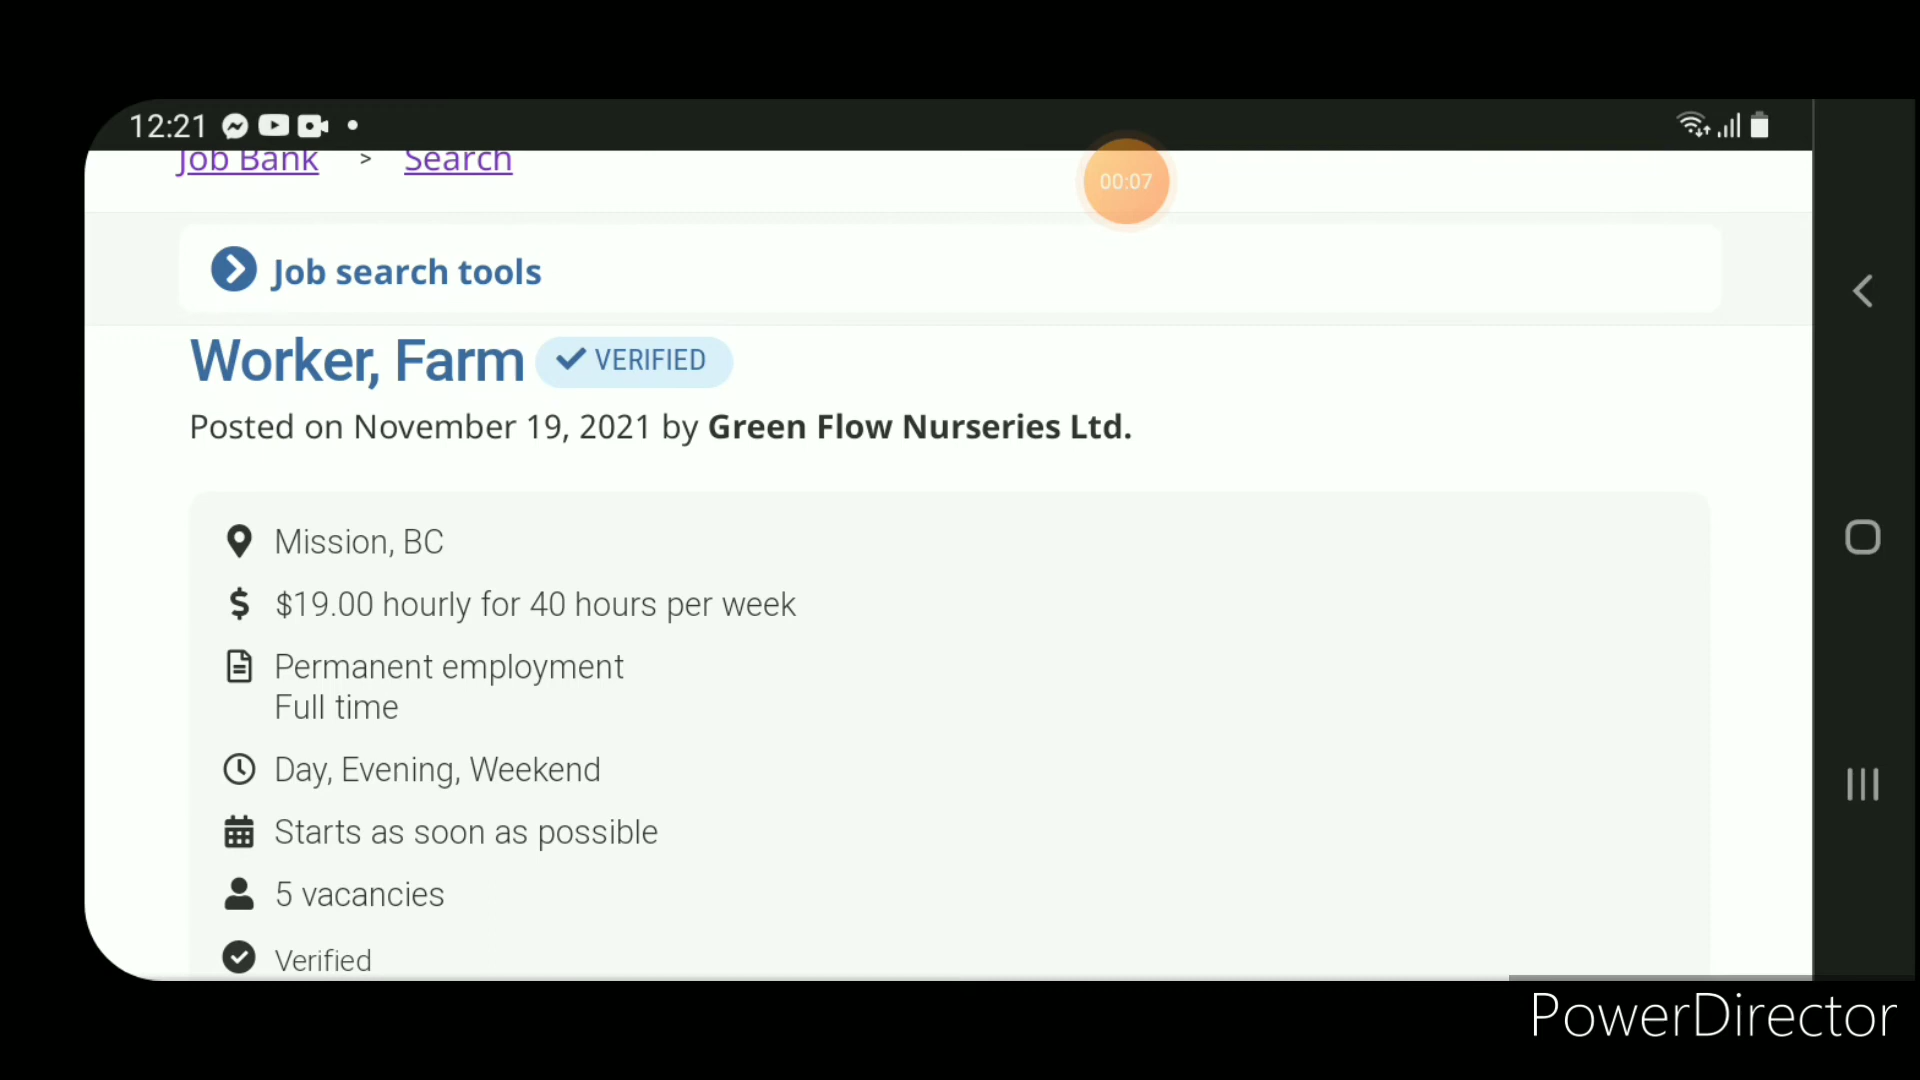 12:21
Job Bank > Search
00:07
Job search tools
Worker, Farm VERIFIED
Posted on November 19, 2021 by Green Flow Nurseries Ltd.
Mission, BC
$19.00 hourly for 40 hours per week
Permanent employment
Full time
Day, Evening, Weekend
Starts as soon as possible
5 vacancies
Verified
PowerDirector